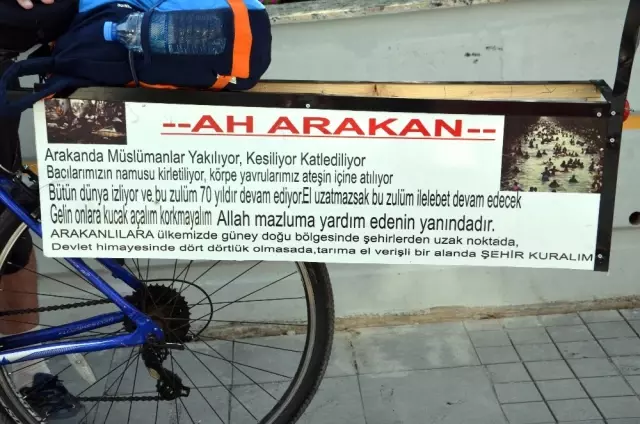 --AH ARAKAN--
Arakanda Müslümanlar Yakılıyor, Kesiliyor Katlediliyor
Bacılarımızın namusu kirletiliyor, körpe yavrularımız ateşin içine atılıyor
Bütün dünya izliyor ve,bu zulüm 70 yıldır devam ediyor.El uzatmazsak bu zulüm ilelebet devam edecek
Gelin onlara kucak açalım korkmayalım Allah mazluma yardım edenin yanındadır.
ARAKANLILARA ülkemizde güney doğu bölgesinde şehirlerden uzak noktada,
Devlet himayesinde dört dörtlük olmasada,tarıma el verişli bir alanda ŞEHİR KURALIM